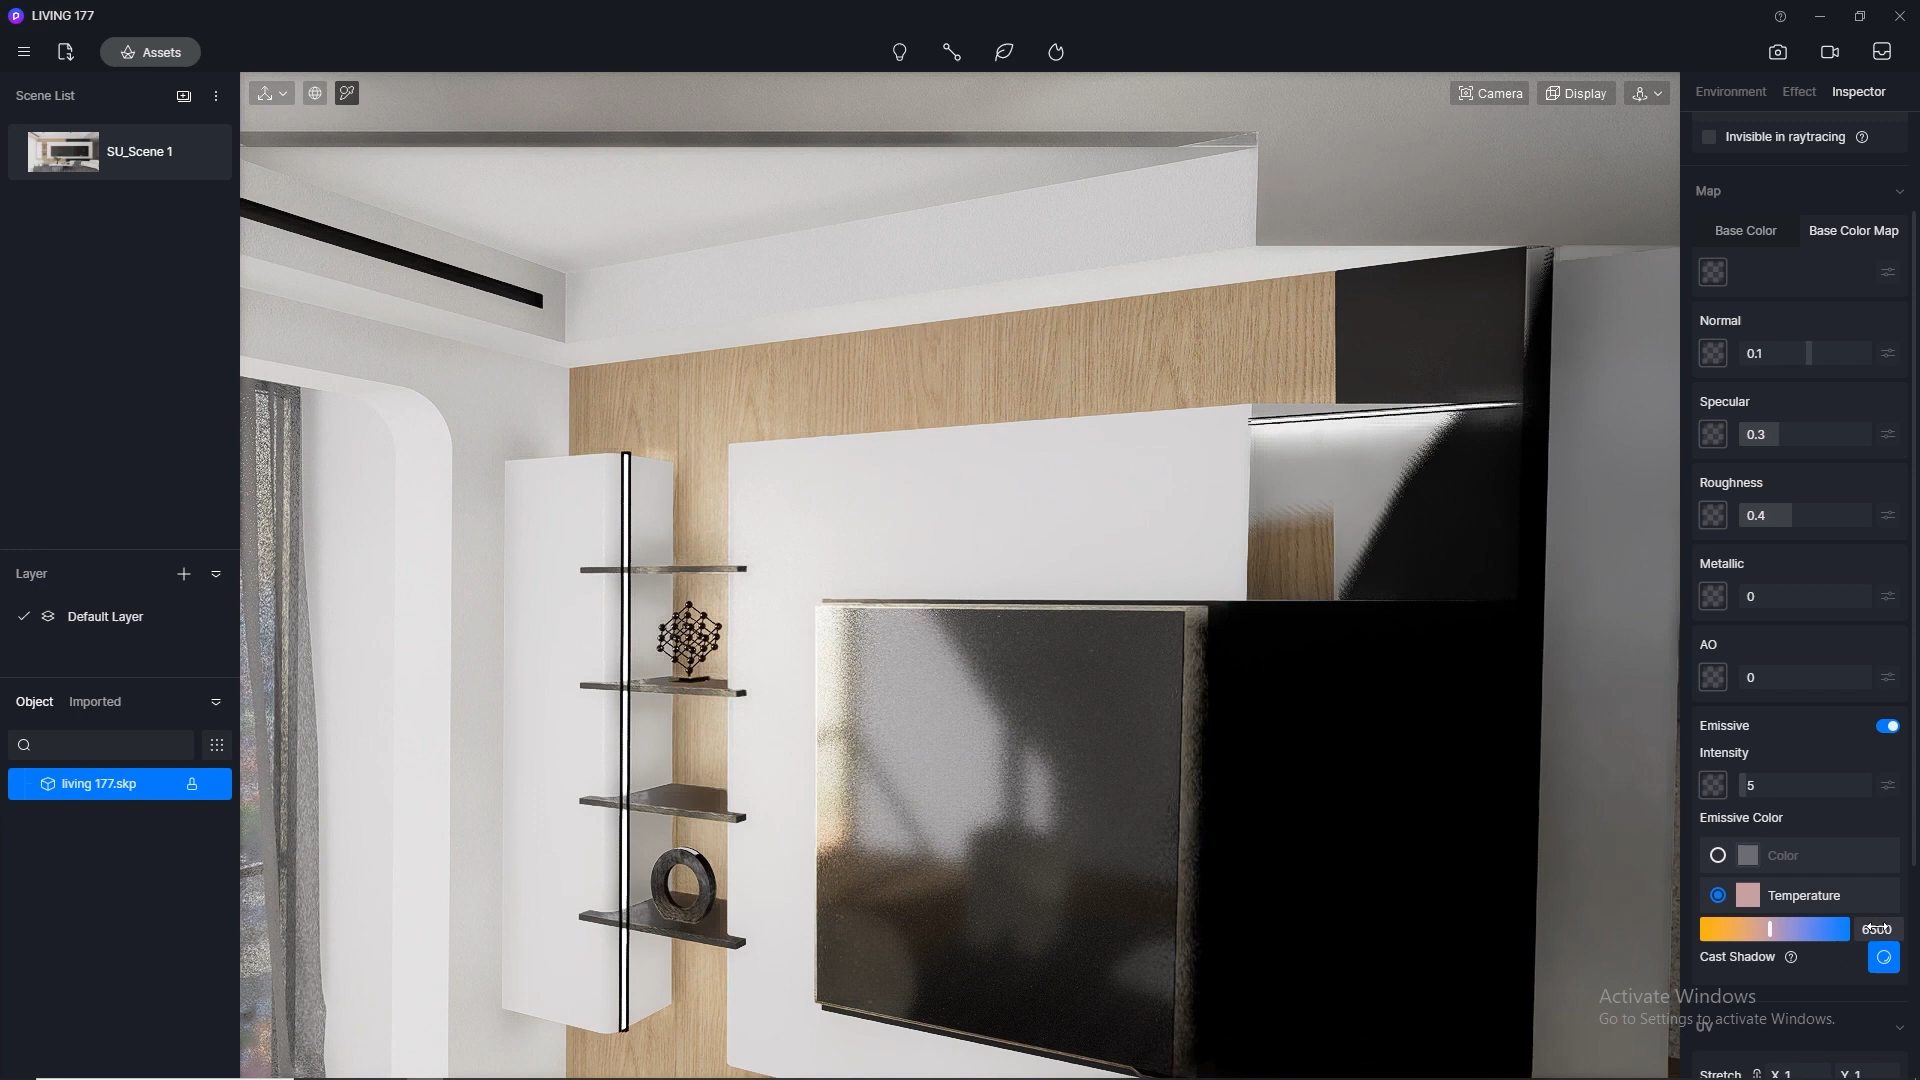 LIVING 177
Assets
Scene List
SU_Scene 1
Layer
Default Layer
Object
Imported
living 177.skp
Camera
Display
Environment
Effect
Inspector
Invisible in raytracing
Map
Base Color
Base Color Map
Normal
0.1
Specular
0.3
Roughness
0.4
Metallic
0
AO
0
Emissive
Intensity
5
Emissive Color
Color
Temperature
6500
Cast Shadow
Activate Windows
Go to Settings to activate Windows.
UV
Stretch
X 1
Y 1